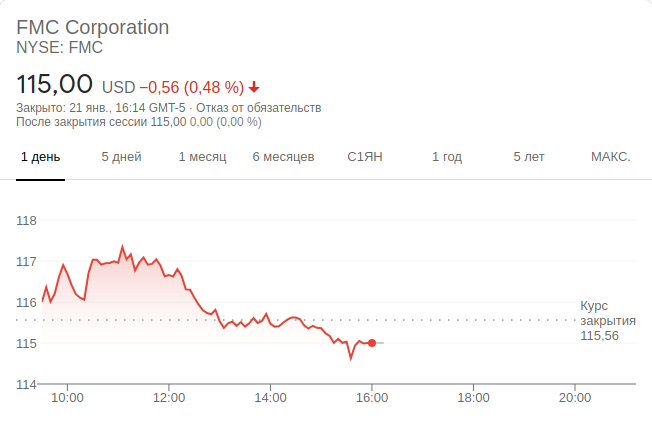 FMC Corporation
NYSE: FMC
115,00 USD −0,56 (0,48 %)
Закрыто: 21 янв., 16:14 GMT-5 · Отказ от обязательств
После закрытия сессии 115,00 0,00 (0,00 %)
1 день 5 дней 1 месяц 6 месяцев С1ЯН 1 год 5 лет МАКС.
118
117
116
115
114
Курс
закрытия
115,56
10:00 12:00 14:00 16:00 18:00 20:00